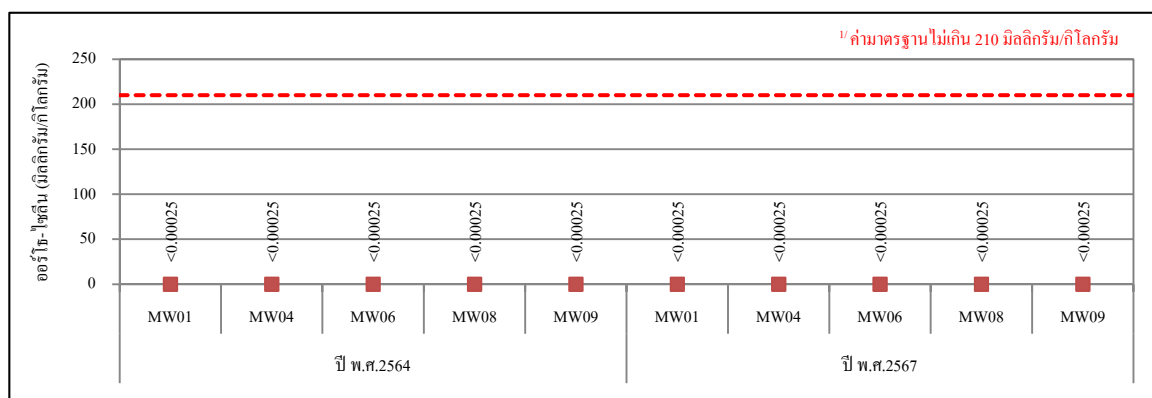 1/ ค่ามาตรฐานไม่เกิน 210 มิลลิกรัม/กิโลกรัม
ออร์โธ-ไซลีน (มิลลิกรัม/กิโลกรัม)
250
200
150
100
50
0
<0.00025 <0.00025 <0.00025 <0.00025 <0.00025 <0.00025 <0.00025 <0.00025 <0.00025 <0.00025
MW01 MW04 MW06 MW08 MW09 MW01 MW04 MW06 MW08 MW09
ปี พ.ศ.2564 ปี พ.ศ.2567